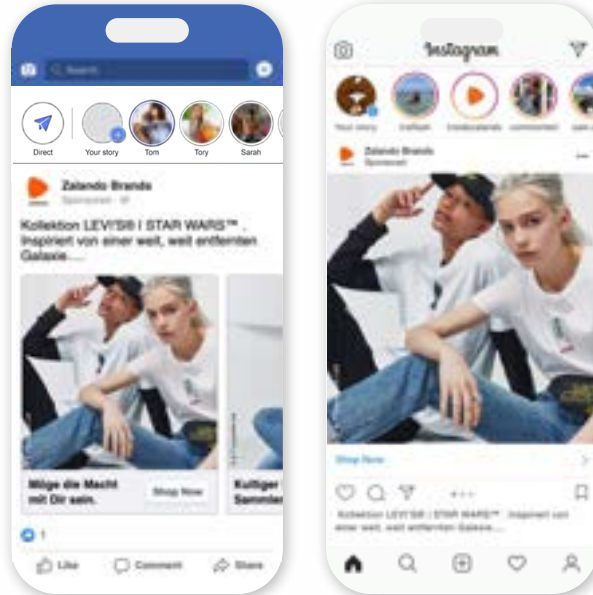 Search
Direct
Your story
Tom
Tory
Sarah
Zalando Brands
Sponsored
Kollektion LEVI'S® | STAR WARS™ .
Inspiriert von einer weit, weit entfernten
Galaxie....
Möge die Macht
mit Dir sein.
Shop Now
Kultiger
1
Like
Comment
Share
Instagram
Your story
Zalando Brands
Sponsored
Shop Now
Kollektion LEVI'S® | STAR WARS™ . Inspiriert von
einer weit, weit entfernten Galaxie....